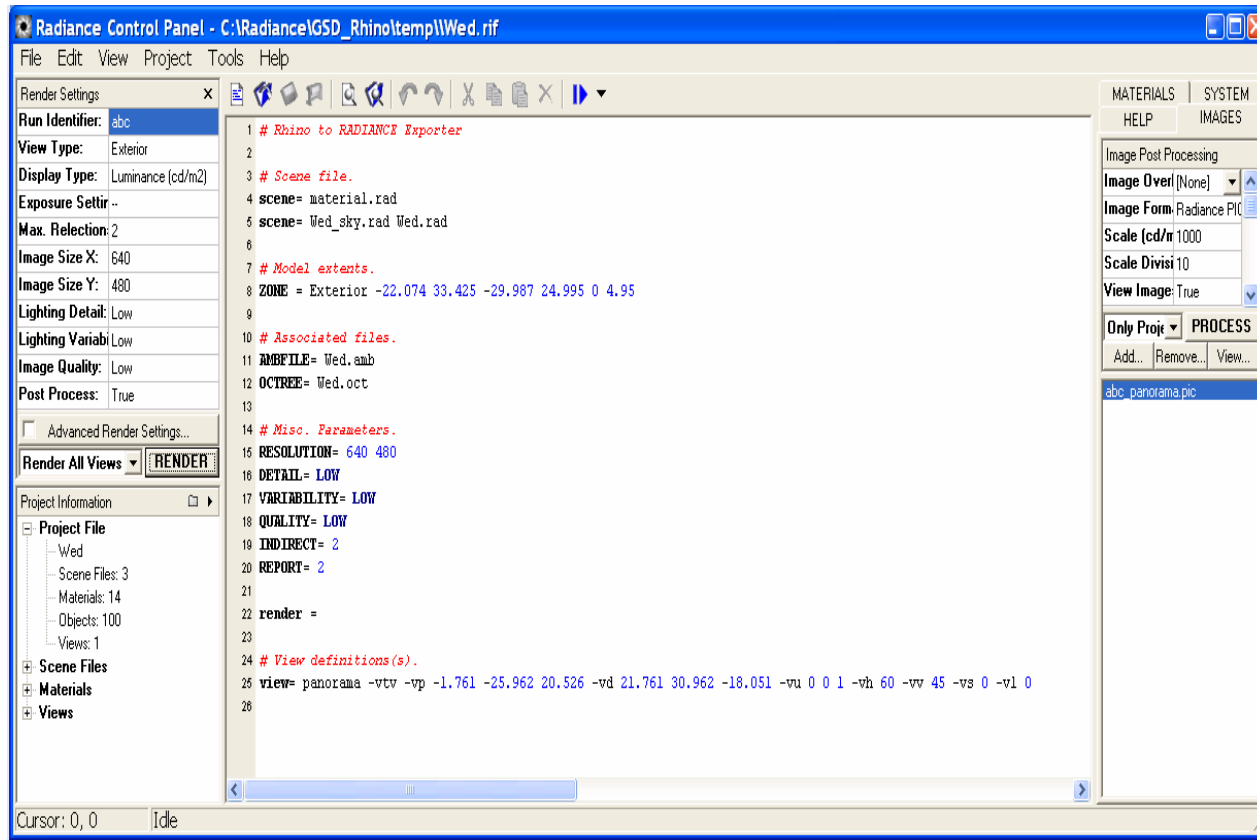 Radiance Control Panel - C:\Radiance\GSD_Rhino\temp\\Wed.rif
File Edit View Project Tools Help
Render Settings x
Run Identifier: abc
View Type: Exterior
Display Type: Luminance (cd/m2)
Exposure Settir --
Max. Relection: 2
Image Size X: 640
Image Size Y: 480
Lighting Detail: Low
Lighting Variabi Low
Image Quality: Low
Post Process: True
Advanced Render Settings...
Render All Views RENDER
Project Information
Project File
Wed
Scene Files: 3
Materials: 14
Objects: 100
Views: 1
Scene Files
Materials
Views
1 # Rhino to RADIANCE Exporter
2
3 # Scene file.
4 scene= material.rad
5 scene= Wed_sky.rad Wed.rad
6
7 # Model extents.
8 ZONE = Exterior -22.074 33.425 -29.987 24.995 0 4.95
9
10 # Associated files.
11 AMBFILE= Wed.amb
12 OCTREE= Wed.oct
13
14 # Misc. Parameters.
15 RESOLUTION= 640 480
16 DETAIL= LOW
17 VARIABILITY= LOW
18 QUALITY= LOW
19 INDIRECT= 2
20 REPORT= 2
21
22 render =
23
24 # View definitions(s).
25 view= panorama -vtv -vp -1.761 -25.962 20.526 -vd 21.761 30.962 -18.051 -vu 0 0 1 -vh 60 -vv 45 -vs 0 -vl 0
26
MATERIALS SYSTEM
HELP IMAGES
Image Post Processing
Image Overl [None]
Image Form. Radiance PIC
Scale (cd/m 1000
Scale Divisi 10
View Image: True
Only Proje PROCESS
Add... Remove... View...
abc_panorama.pic
Cursor: 0, 0 Idle